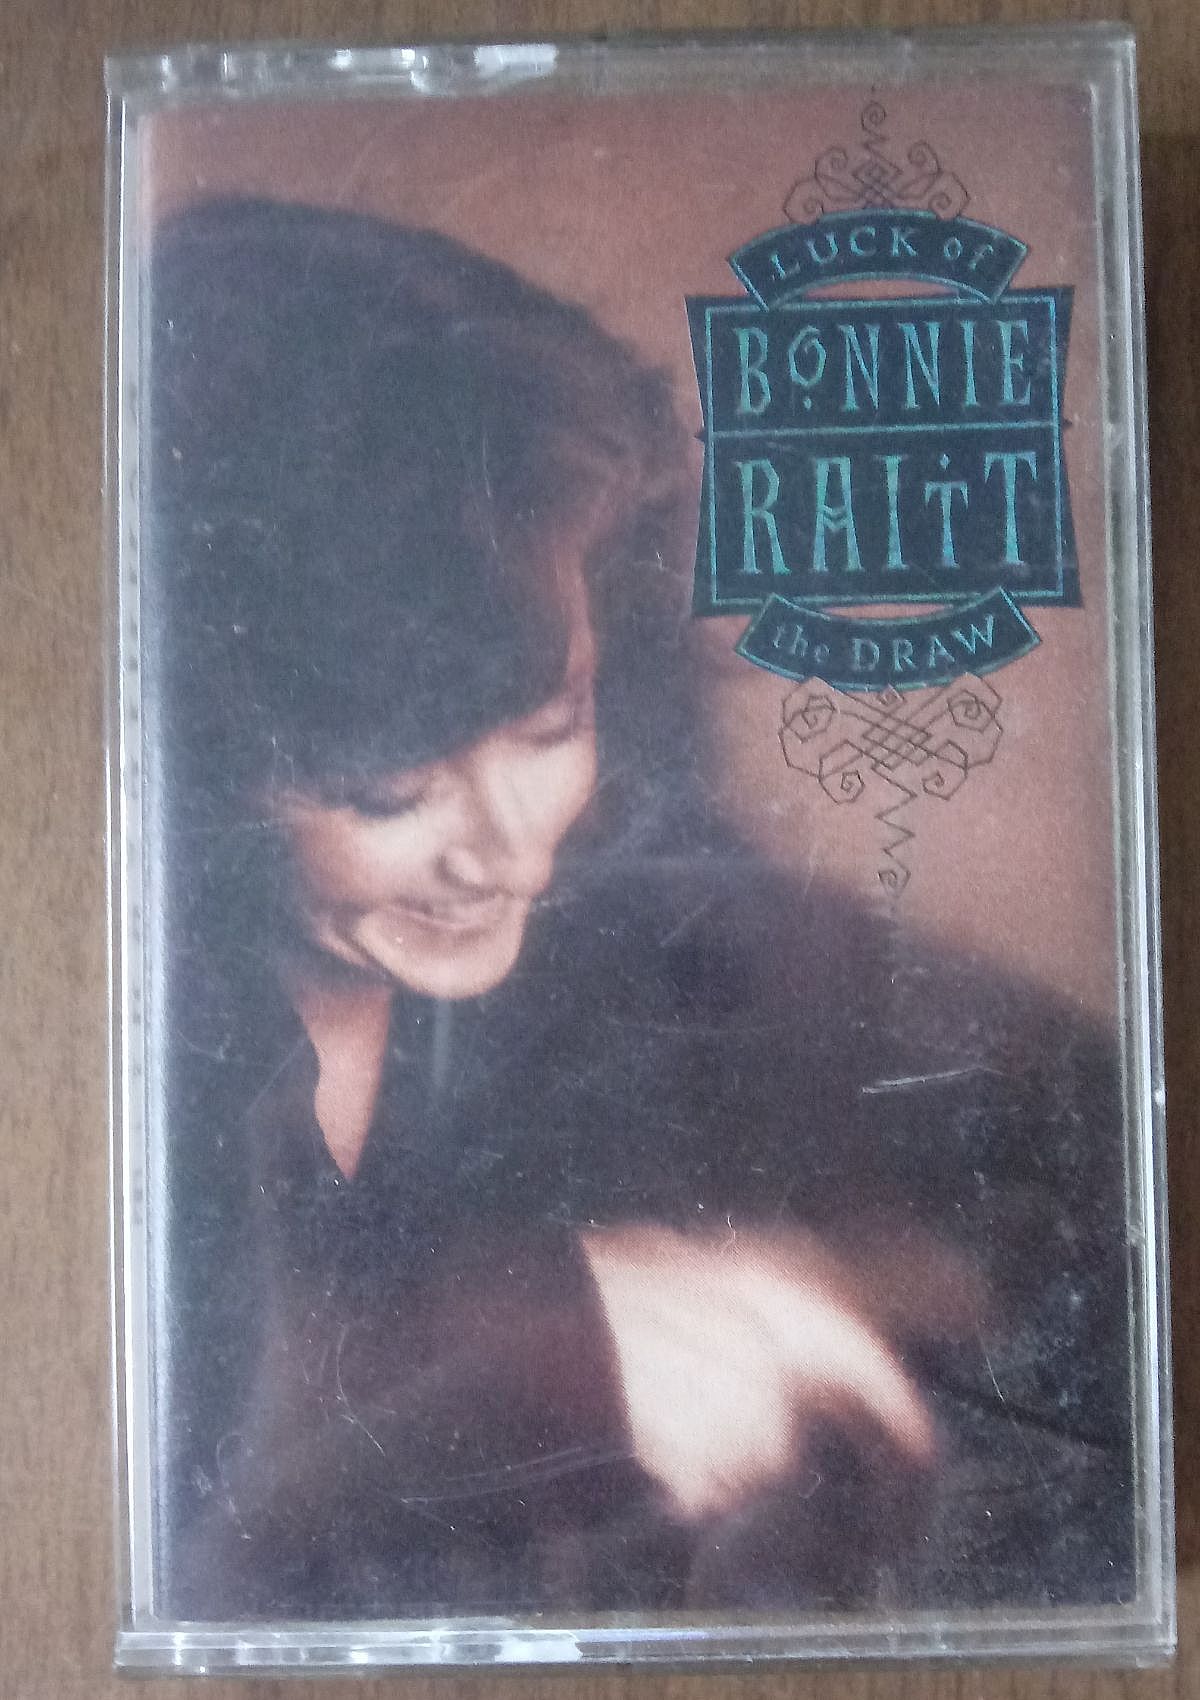 LUCK of
BONNIE
RAITT
the DRAW